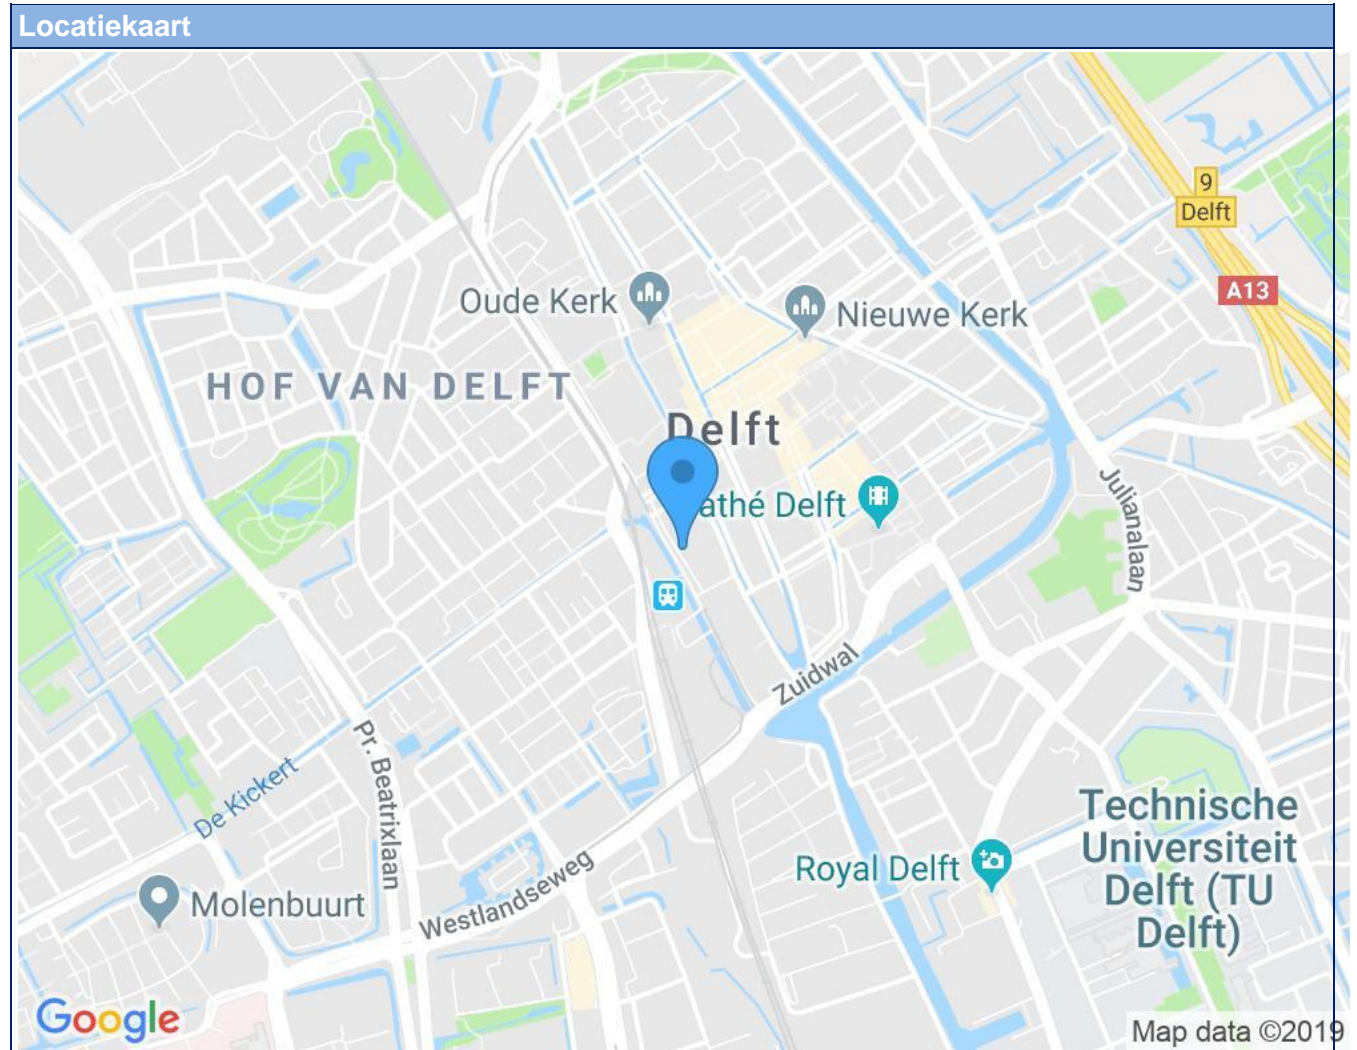 Locatiekaart
9
Delft
A13
Oude Kerk
Nieuwe Kerk
HOF VAN DELFT
Delft
athé Delft
Julianalaan
Zuidwal
Pr. Beatrixlaan
De Kickert
Technische
Universiteit
Delft (TU
Delft)
Royal Delft
Westlandseweg
Molenbuurt
Google
Map data ©2019